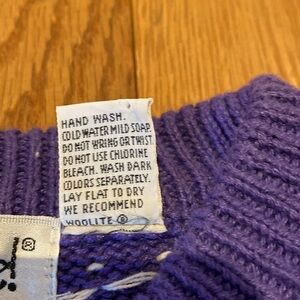 HAND WASH.
COLD WATER MILD SOAP.
DO NOT WRING OR TWIST.
DO NOT USE CHLORINE
BLEACH. WASH DARK
COLORS SEPARATELY.
LAY FLAT TO DRY
WE RECOMMEND
WOOLITE ®
®